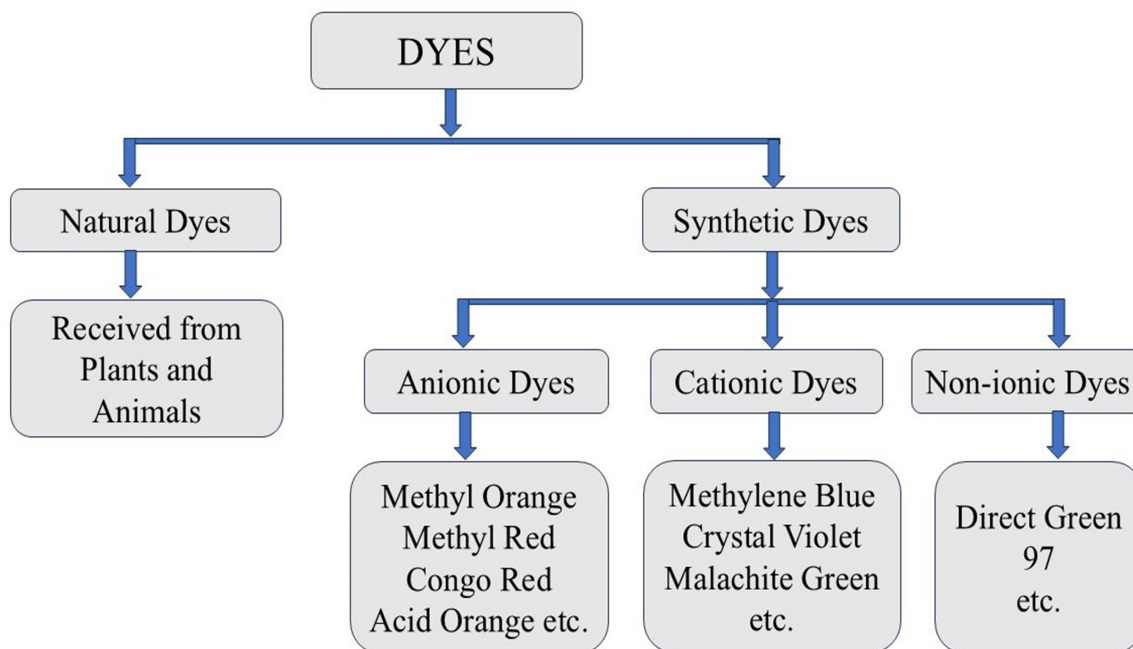 DYES
Natural Dyes
Synthetic Dyes
Received from
Plants and
Animals
Anionic Dyes
Cationic Dyes
Non-ionic Dyes
Methyl Orange
Methyl Red
Congo Red
Acid Orange etc.
Methylene Blue
Crystal Violet
Malachite Green
etc.
Direct Green
97
etc.